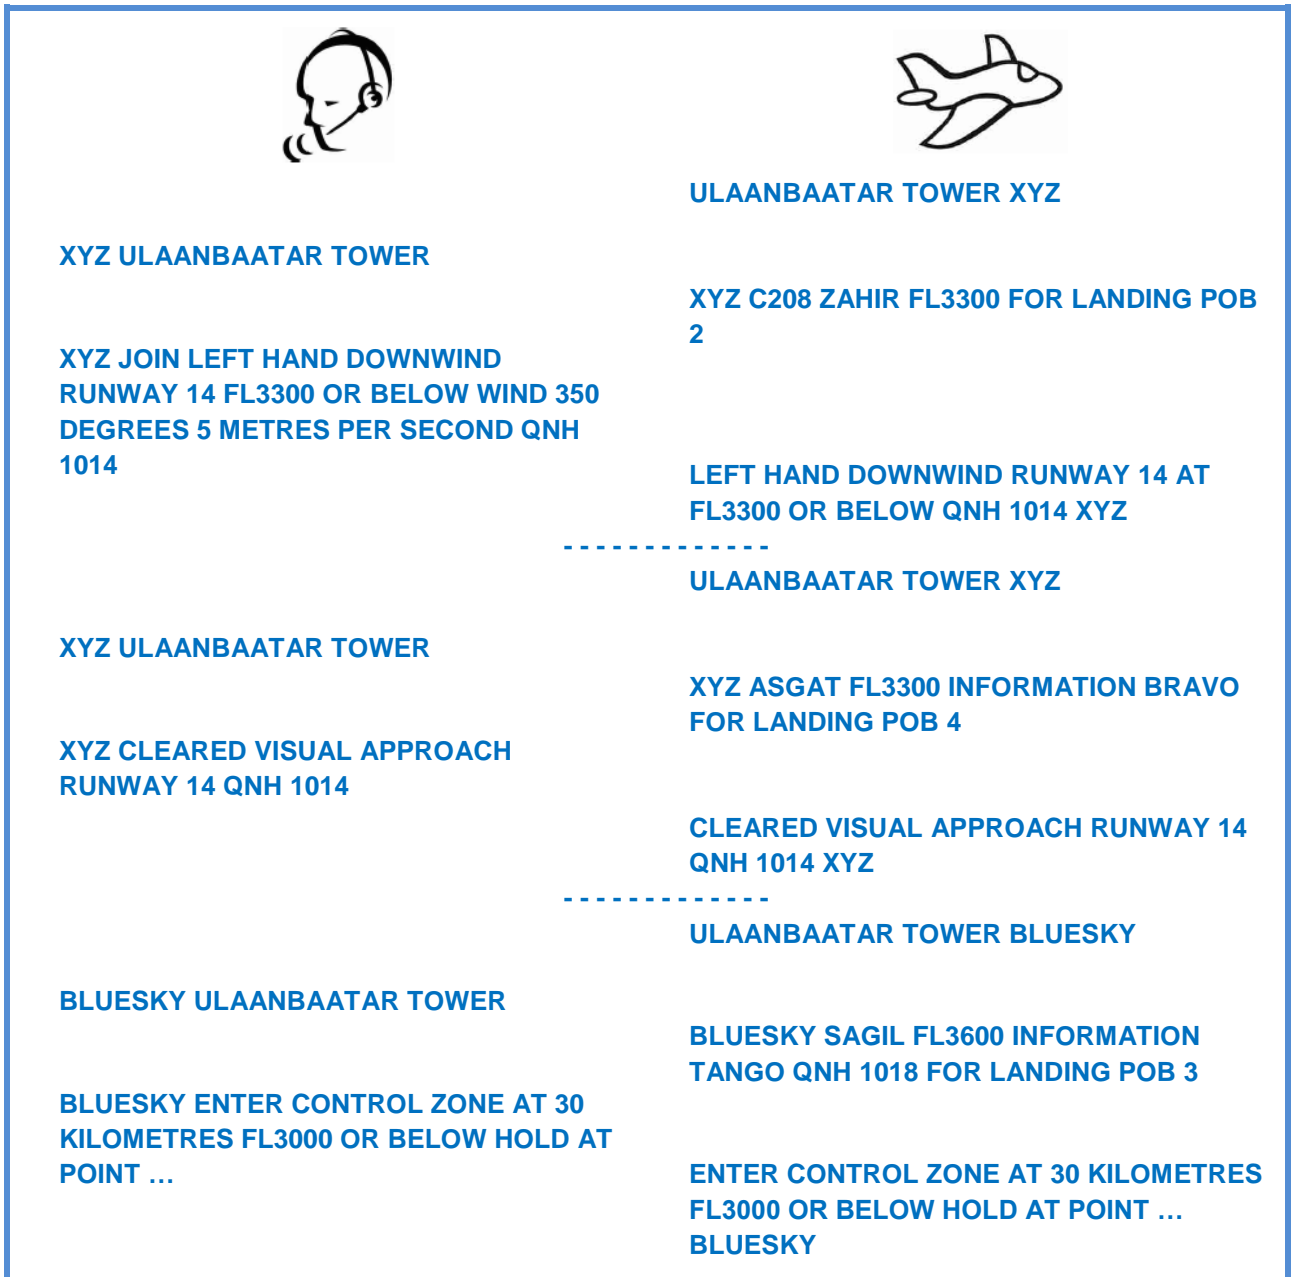 ULAANBAATAR TOWER XYZ
XYZ ULAANBAATAR TOWER
XYZ C208 ZAHIR FL3300 FOR LANDING POB
2
XYZ JOIN LEFT HAND DOWNWIND
RUNWAY 14 FL3300 OR BELOW WIND 350
DEGREES 5 METRES PER SECOND QNH
1014
LEFT HAND DOWNWIND RUNWAY 14 AT
FL3300 OR BELOW QNH 1014 XYZ
- - - - - - - - - - - - -
ULAANBAATAR TOWER XYZ
XYZ ULAANBAATAR TOWER
XYZ ASGAT FL3300 INFORMATION BRAVO
FOR LANDING POB 4
XYZ CLEARED VISUAL APPROACH
RUNWAY 14 QNH 1014
CLEARED VISUAL APPROACH RUNWAY 14
QNH 1014 XYZ
- - - - - - - - - - - - -
ULAANBAATAR TOWER BLUESKY
BLUESKY ULAANBAATAR TOWER
BLUESKY SAGIL FL3600 INFORMATION
TANGO QNH 1018 FOR LANDING POB 3
BLUESKY ENTER CONTROL ZONE AT 30
KILOMETRES FL3000 OR BELOW HOLD AT
POINT …
ENTER CONTROL ZONE AT 30 KILOMETRES
FL3000 OR BELOW HOLD AT POINT …
BLUESKY